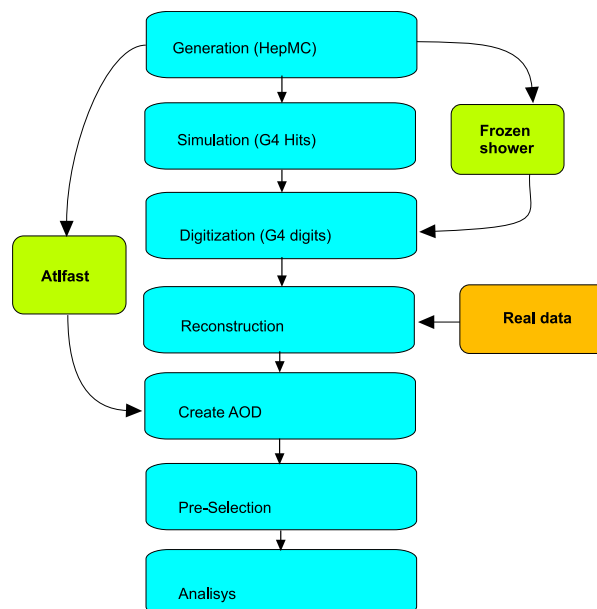 Generation (HepMC)
Simulation (G4 Hits)
Frozen
shower
Digitization (G4 digits)
Atlfast
Reconstruction
Real data
Create AOD
Pre-Selection
Analisys